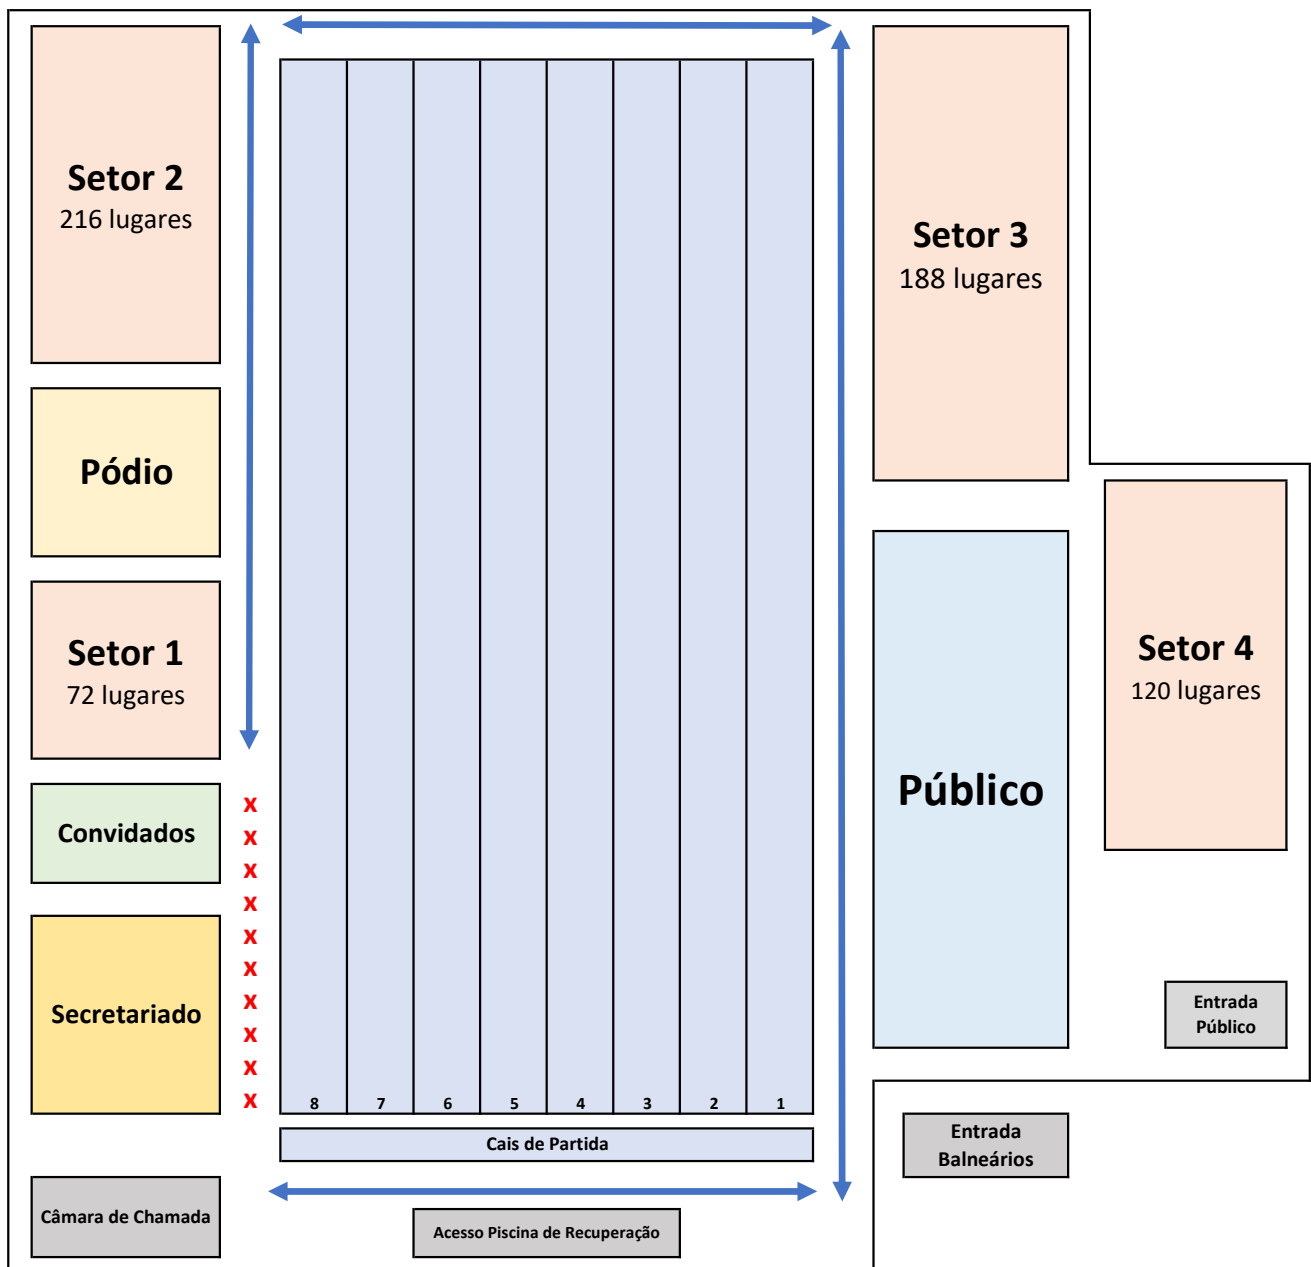 Setor 2
216 lugares
Pódio
Setor 1
72 lugares
Convidados
Secretariado
Câmara de Chamada
x
x
x
x
x
x
x
x
x
x
8 7 6 5 4 3 2 1
Cais de Partida
Acesso Piscina de Recuperação
Setor 3
188 lugares
Público
Setor 4
120 lugares
Entrada
Público
Entrada
Balneários